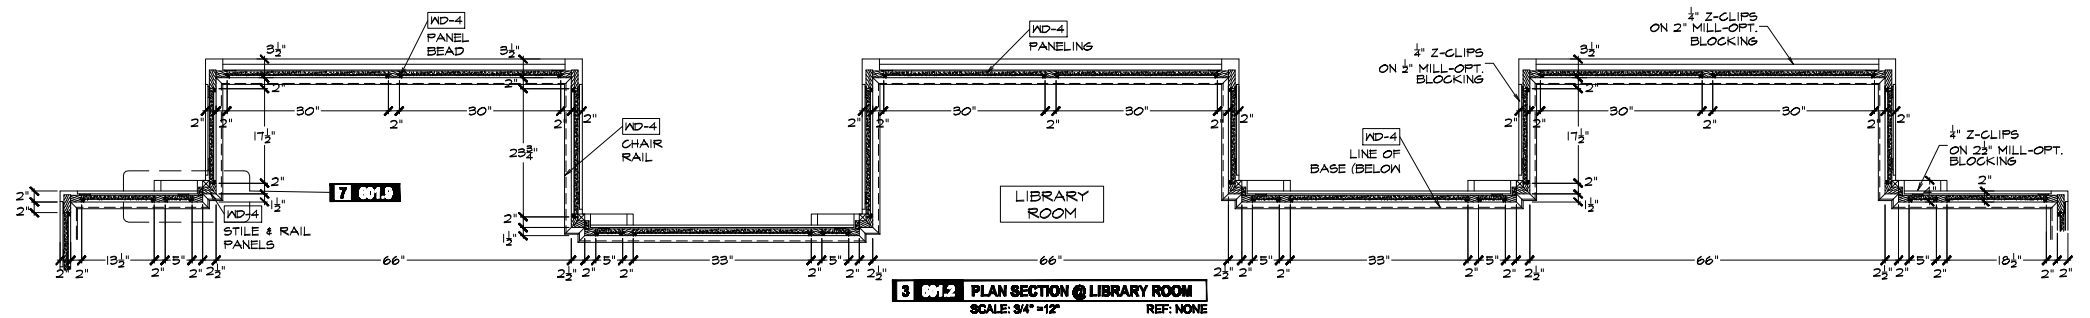 WD-4
PANEL
BEAD
WD-4
PANELING
¼" Z-CLIPS
ON 2" MILL-OPT.
BLOCKING
¼" Z-CLIPS
ON ½" MILL-OPT.
BLOCKING
3½" 3½" 3½"
2" 2" 2"
30" 30" 30" 30" 30" 30"
2" 2" 2" 2" 2" 2" 2" 2" 2" 2" 2" 2" 2" 2" 2"
17½" 23¾" 17½"
WD-4
CHAIR
RAIL
WD-4
LINE OF
BASE (BELOW
¼" Z-CLIPS
ON 2½" MILL-OPT.
BLOCKING
2" 2" 2" 4" 2"
2" 1½" 1½"
7 601.9
LIBRARY
ROOM
WD-4
STILE & RAIL
PANELS
2"
1½"
13½" 5" 66" 5" 33" 5" 66" 5" 33" 5" 66" 5" 18½"
2" 2" 2" 2" 2½" 2½" 2" 2" 2" 2" 2" 2½" 2½" 2" 2" 2" 2" 2" 2½" 2½" 2" 2" 2" 2" 2"
3 601.2 PLAN SECTION @ LIBRARY ROOM
SCALE: 3/4" =12" REF: NONE